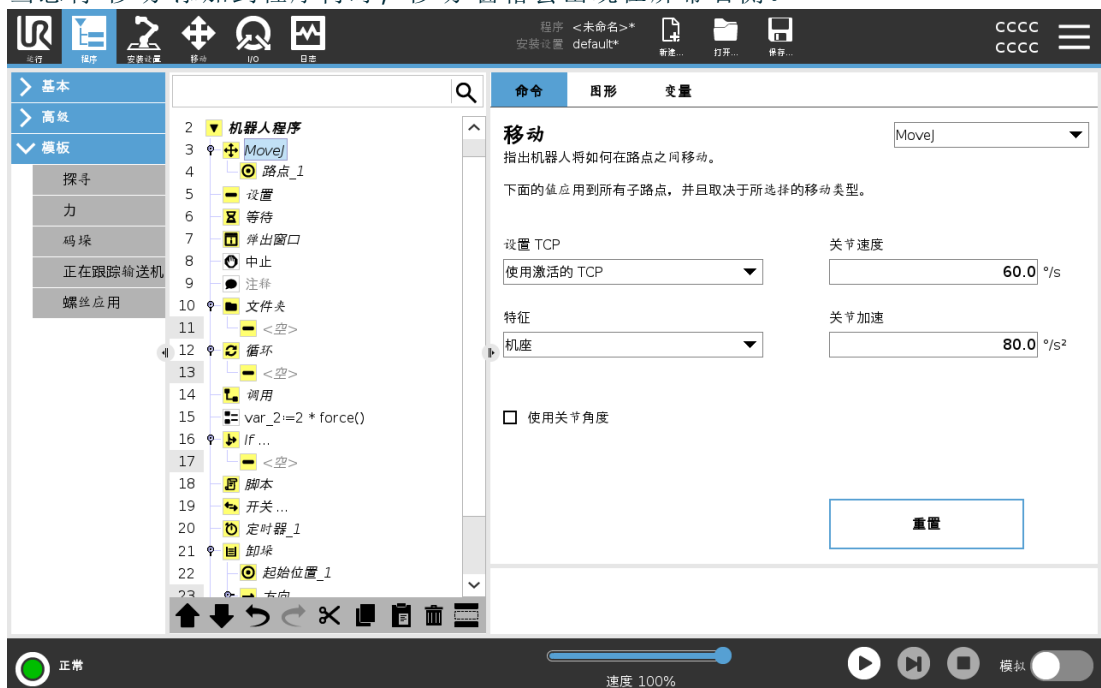 程序 <未命名>*
安装设置 default*
新建...
打开...
保存...
CCCC
CCCC
运行
程序
安装设置
移动
I/O
日志
基本
高级
模板
探寻
力
码垛
正在跟踪输送机
螺丝应用
2 机器人程序
3 MoveJ
4 路点_1
5 设置
6 等待
7 弹出窗口
8 中止
9 注释
10 文件夹
11 <空>
12 循环
13 <空>
14 调用
15 var_2:=2 * force()
16 If ...
17 <空>
18 脚本
19 开关 ...
20 定时器_1
21 卸垛
22 起始位置_1
23 方向
命令 图形 变量
移动
MoveJ
指出机器人将如何在路点之间移动。
下面的值应用到所有子路点，并且取决于所选择的移动类型。
设置 TCP
关节速度
使用激活的 TCP
60.0 °/s
特征
关节加速
机座
80.0 °/s²
使用关节角度
重置
正常
速度 100%
模拟